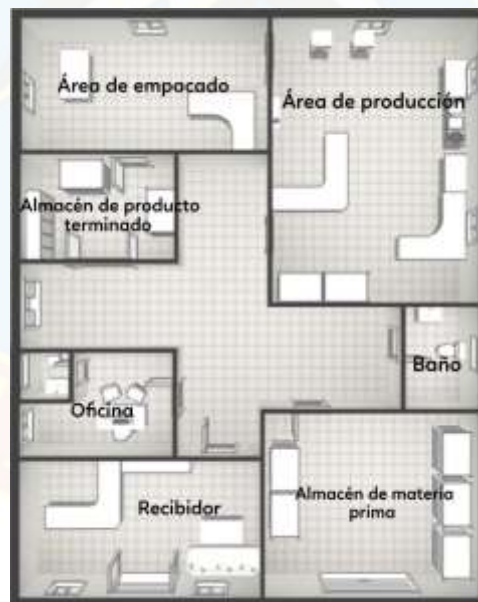 Área de empacado
Área de producción
Almacén de producto
terminado
Baño
Oficina
Recibidor
Almacén de materia
prima